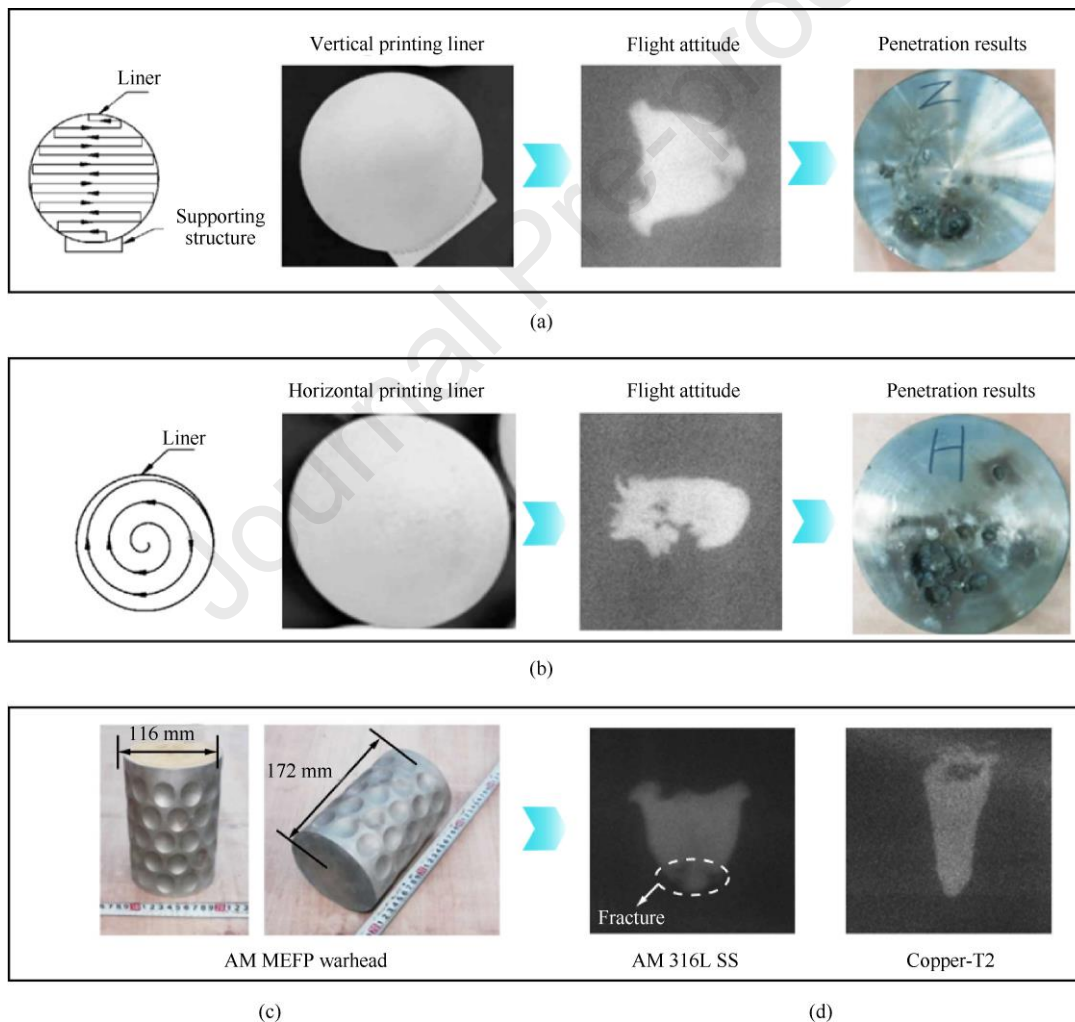 Vertical printing liner
Flight attitude
Penetration results
Liner
Supporting
structure
Z
(a)
Horizontal printing liner
Flight attitude
Penetration results
Liner
H
(b)
116 mm
172 mm
Fracture
AM MEFP warhead
AM 316L SS
Copper-T2
(c)
(d)
Journal Pre-proo